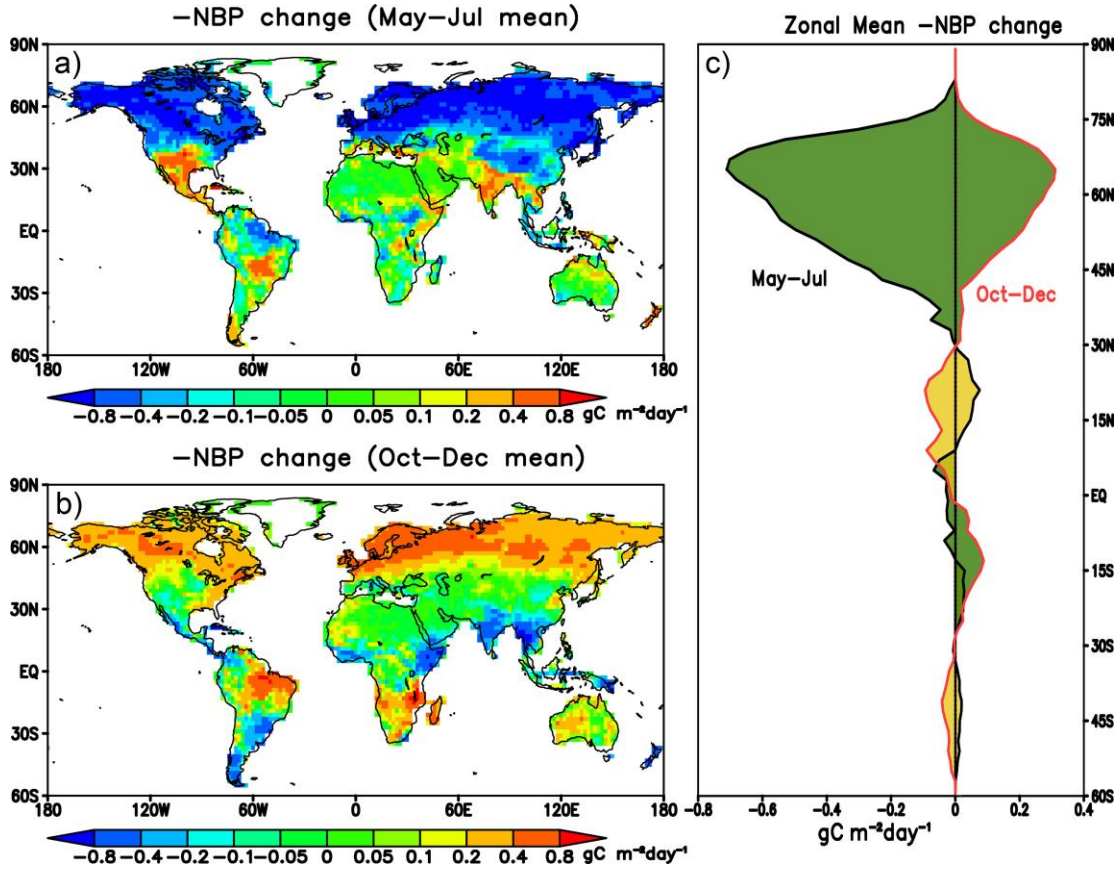 −NBP change (May−Jul mean)
a)
90N
60N
30N
EQ
30S
60S
180 120W 60W 0 60E 120E 180
−0.8 −0.4 −0.2 −0.1 −0.05 0 0.05 0.1 0.2 0.4 0.8 gC m⁻²day⁻¹
−NBP change (Oct−Dec mean)
b)
90N
60N
30N
EQ
30S
60S
180 120W 60W 0 60E 120E 180
−0.8 −0.4 −0.2 −0.1 −0.05 0 0.05 0.1 0.2 0.4 0.8 gC m⁻²day⁻¹
Zonal Mean −NBP change
c)
90N
75N
60N
45N
30N
15N
EQ
15S
30S
45S
60S
May−Jul
Oct−Dec
−0.8 −0.6 −0.4 −0.2 0 0.2 0.4
gC m⁻²day⁻¹